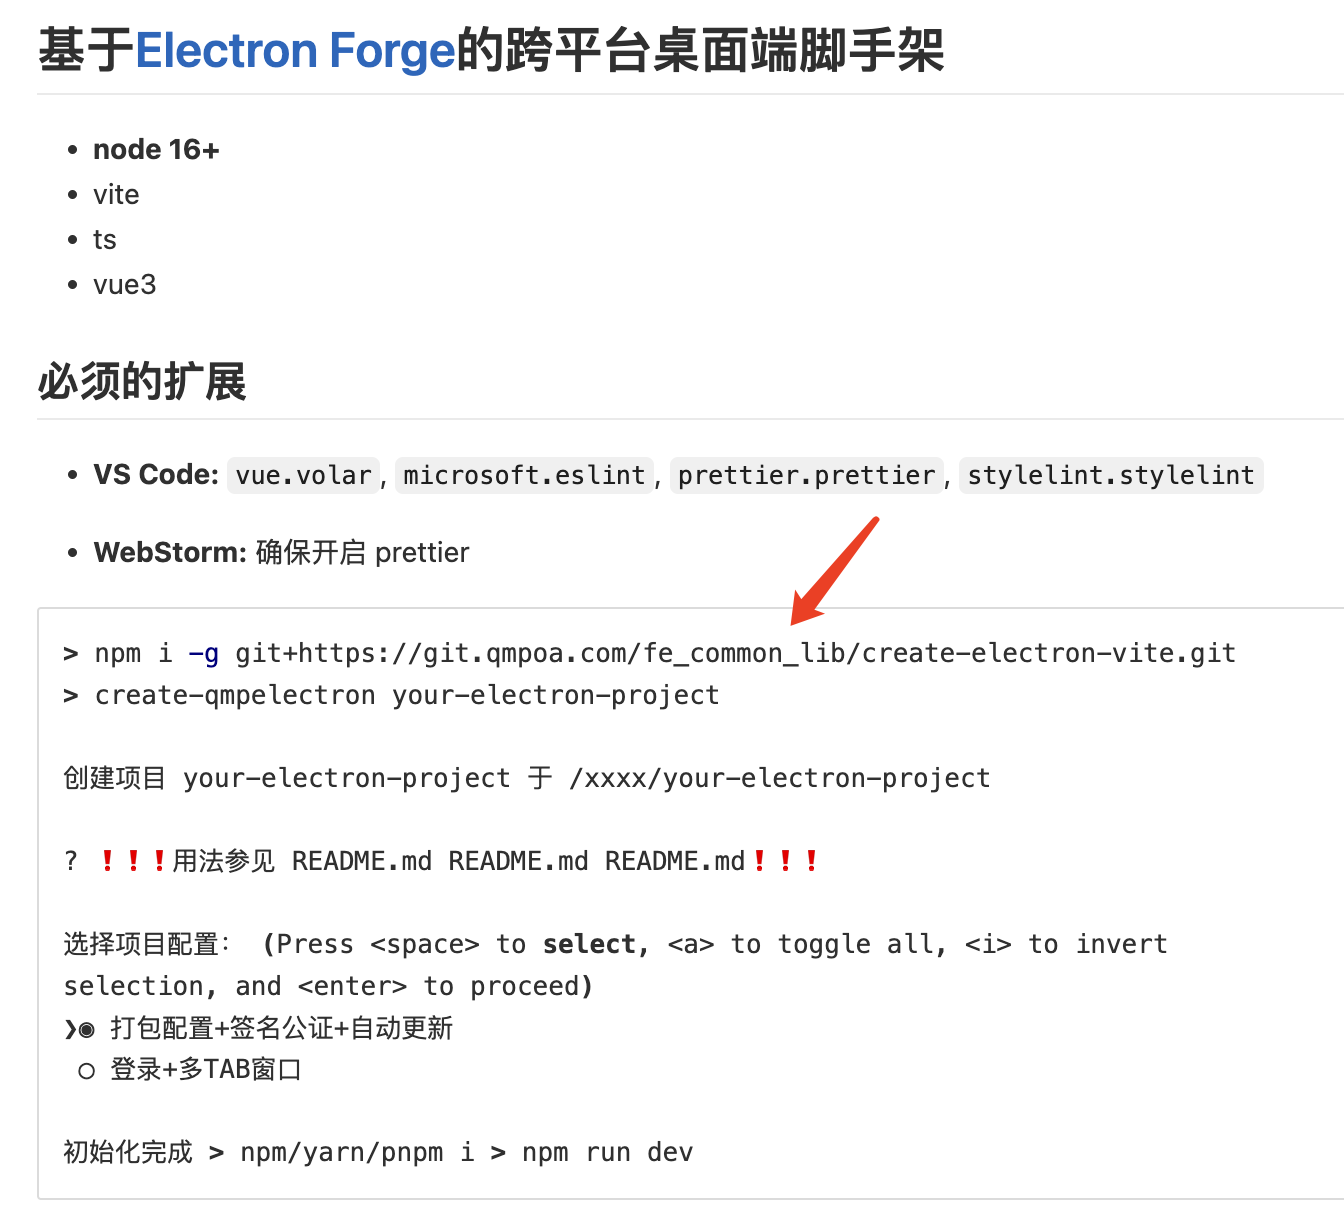 基于Electron Forge的跨平台桌面端脚手架
• node 16+
• vite
• ts
• vue3
必须的扩展
• VS Code: vue.volar, microsoft.eslint, prettier.prettier, stylelint.stylelint
• WebStorm: 确保开启 prettier
> npm i -g git+https://git.qmpoa.com/fe_common_lib/create-electron-vite.git
> create-qmpelectron your-electron-project
创建项目 your-electron-project 于 /xxxx/your-electron-project
? ❗❗❗用法参见 README.md README.md README.md❗❗❗
选择项目配置： (Press <space> to select, <a> to toggle all, <i> to invert
selection, and <enter> to proceed)
❯◉ 打包配置+签名公证+自动更新
○ 登录+多TAB窗口
初始化完成 > npm/yarn/pnpm i > npm run dev